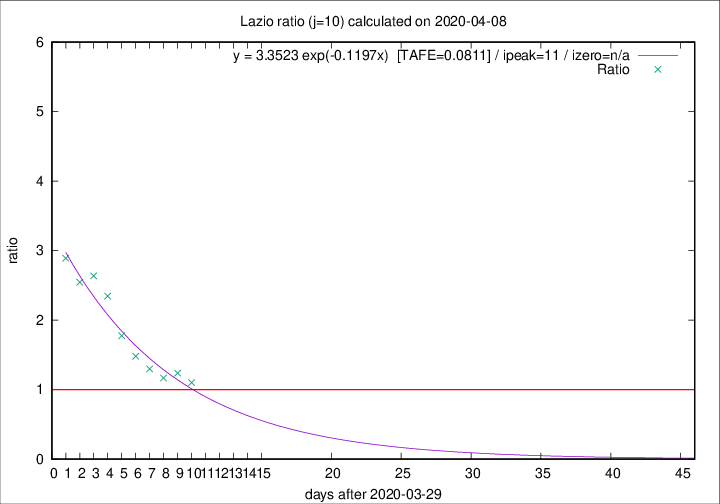 Lazio ratio (j=10) calculated on 2020-04-08
y = 3.3523 exp(-0.1197x)  [TAFE=0.0811] / ipeak=11 / izero=n/a
Ratio
6
5
4
3
2
1
0
ratio
0 1 2 3 4 5 6 7 8 9 10 11 12 13 14 15 20 25 30 35 40 45
days after 2020-03-29